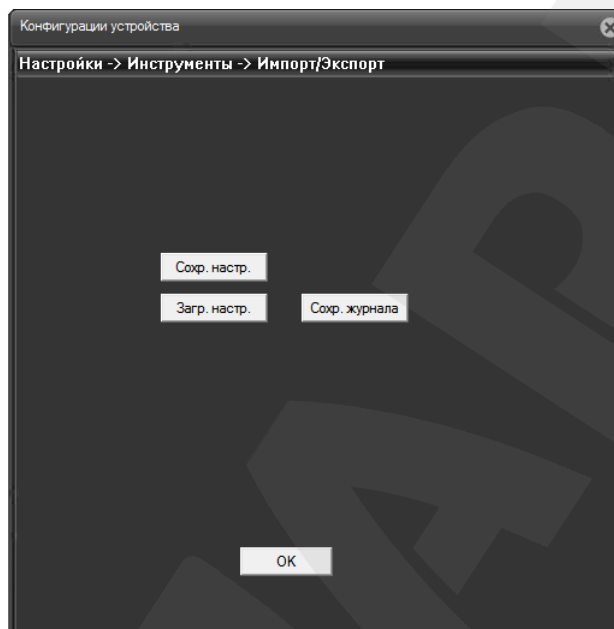 Конфигурации устройства
Настройки -> Инструменты -> Импорт/Экспорт
Сохр. настр.
Загр. настр. Сохр. журнала
OK